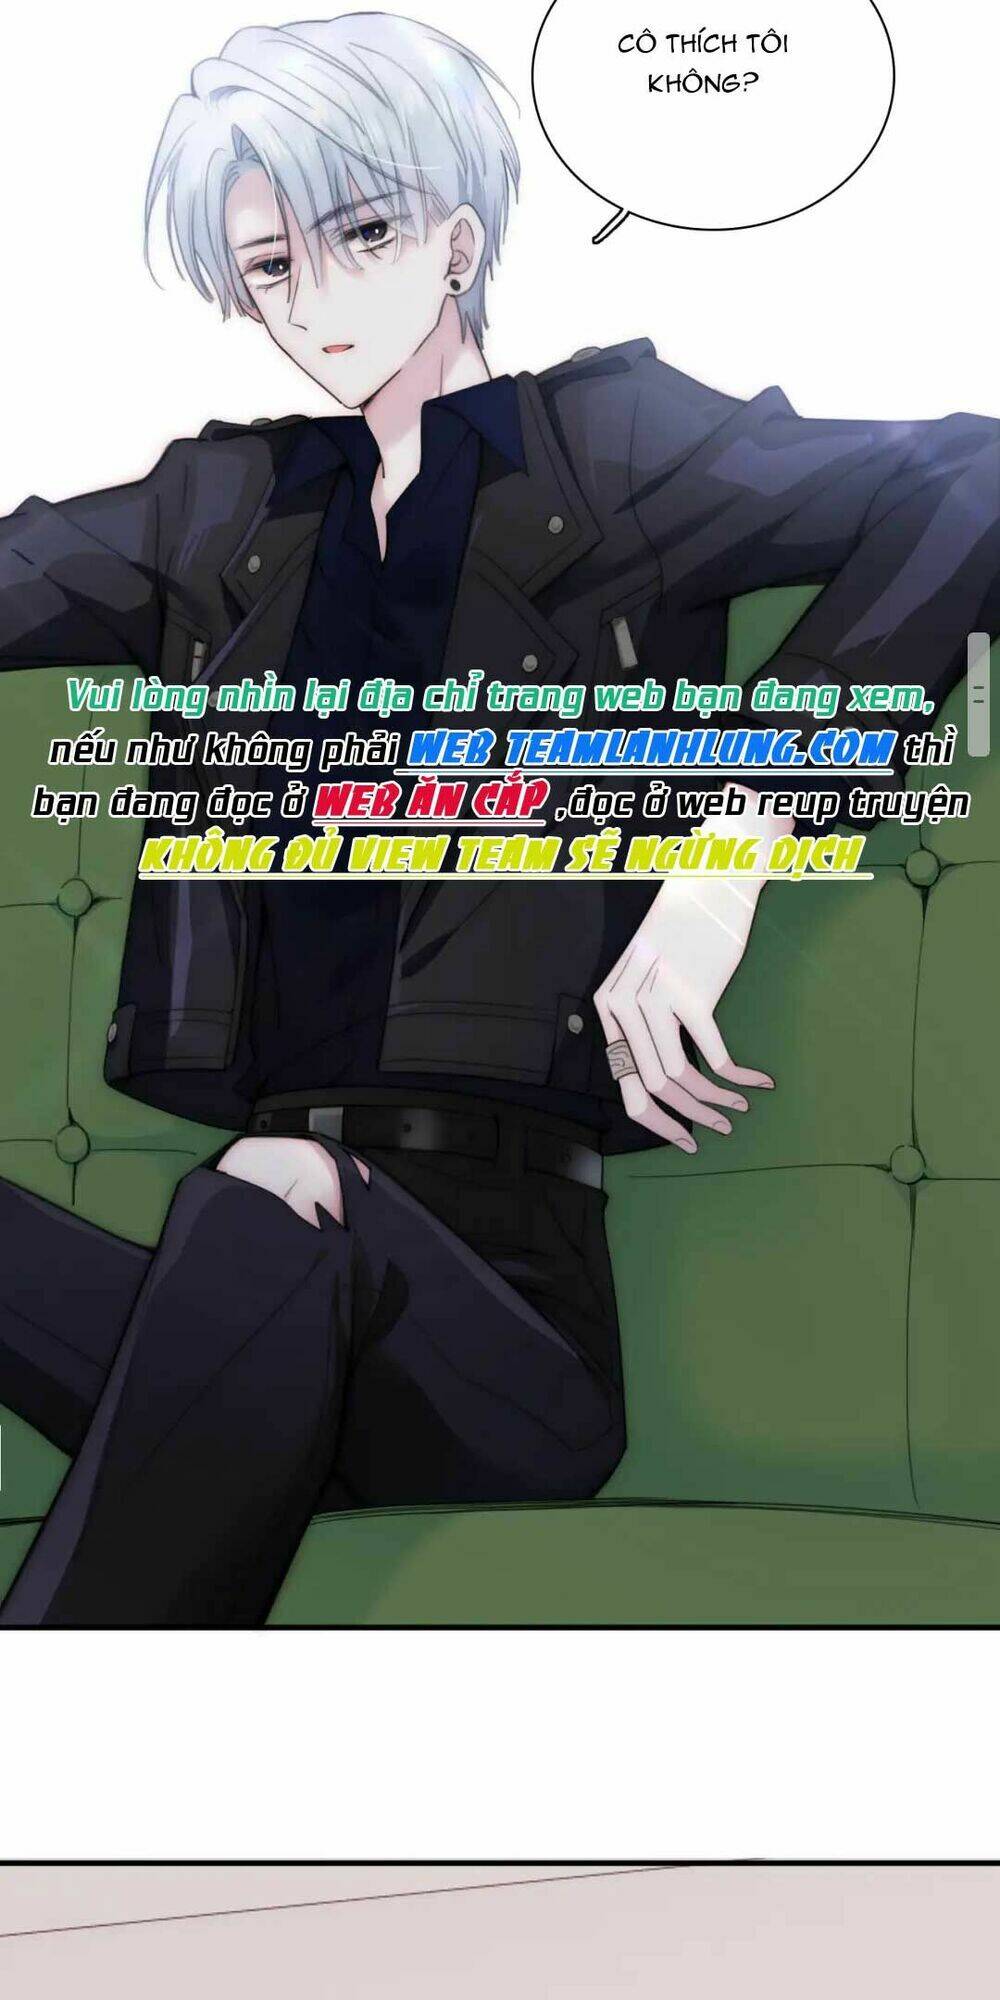 CÔ THÍCH TÔI
KHÔNG?
Vui lòng nhìn lại địa chỉ trang web bạn đang xem,
nếu như không phải WEB TEAMLANHLUNG.COM thì
bạn đang đọc ở WEB ĂN CẮP ,đọc ở web reup truyện
KHÔNG ĐỦ VIEW TEAM SẼ NGỪNG DỊCH